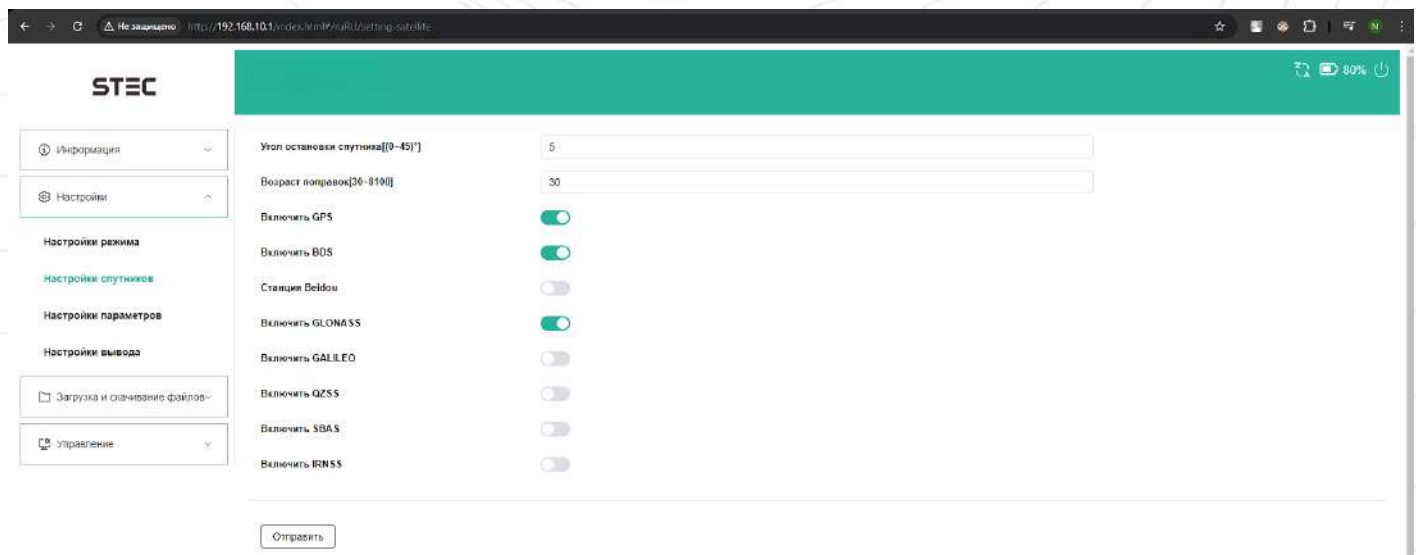 Не защищено http://192.168.10.1/index.html#/ruRU/setting-satellite
STEC
80%
Информация
Настройки
Настройки режима
Настройки спутников
Настройки параметров
Настройки вывода
Загрузка и скачивание файлов
Управление
Угол остановки спутника[(0~45)°]
5
Возраст поправок[30~8100]
30
Включить GPS
Включить BDS
Станция Beidou
Включить GLONASS
Включить GALILEO
Включить QZSS
Включить SBAS
Включить IRNSS
Отправить